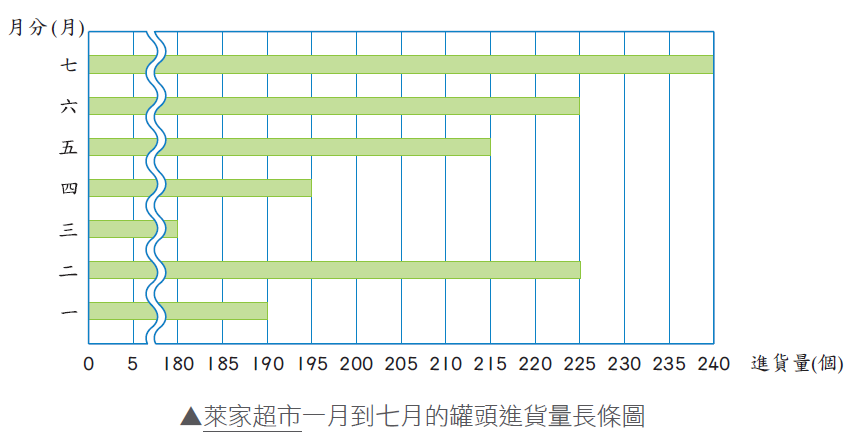 月分(月)
七
六
五
四
三
二
一
0 5 180 185 190 195 200 205 210 215 220 225 230 235 240 進貨量(個)
▲萊家超市一月到七月的罐頭進貨量長條圖